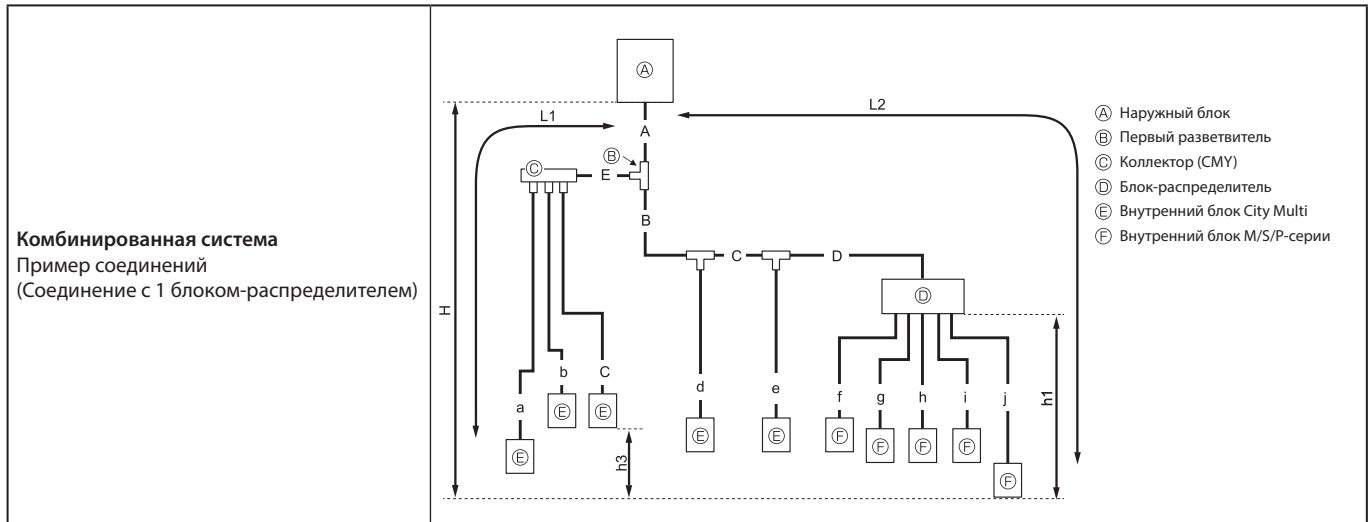 Комбинированная система
Пример соединений
(Соединение с 1 блоком-распределителем)
Ⓐ
L1
L2
A
Ⓑ
Ⓒ
E
B
C
D
Ⓓ
H
a
b
C
d
e
f
g
h
i
j
h1
h3
Ⓔ
Ⓔ
Ⓔ
Ⓔ
Ⓔ
Ⓕ
Ⓕ
Ⓕ
Ⓕ
Ⓕ
Ⓐ Наружный блок
Ⓑ Первый разветвитель
Ⓒ Коллектор (CMY)
Ⓓ Блок-распределитель
Ⓔ Внутренний блок City Multi
Ⓕ Внутренний блок M/S/P-серии